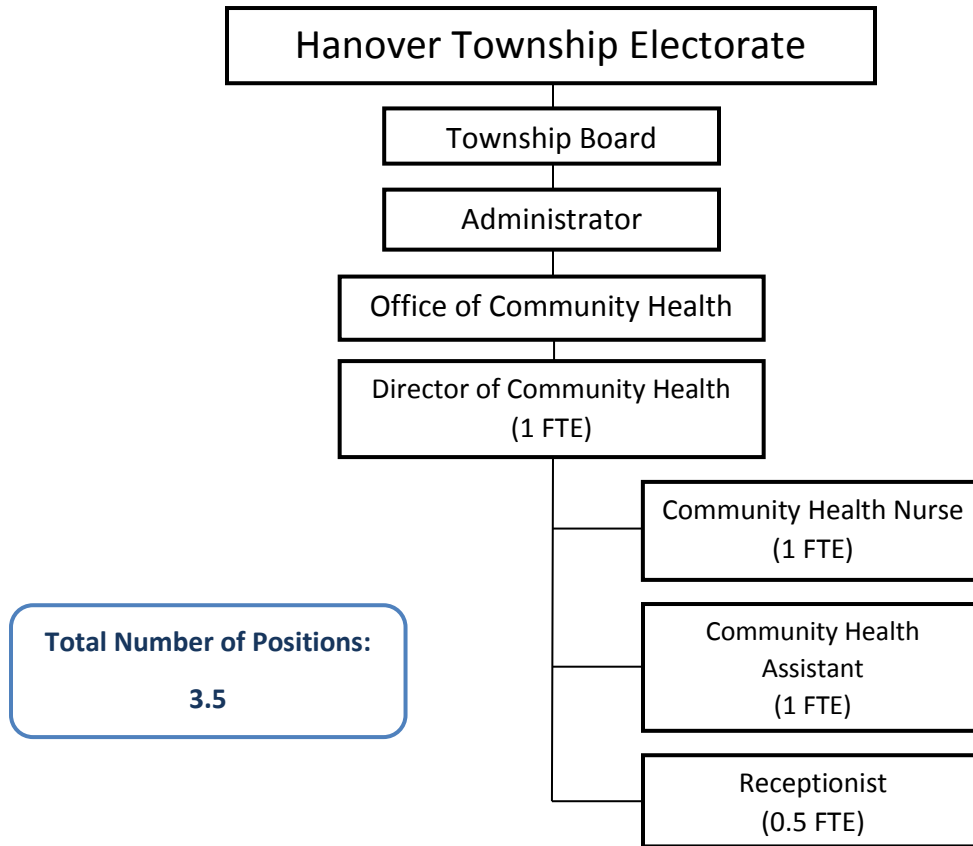 Hanover Township Electorate
Township Board
Administrator
Office of Community Health
Director of Community Health
(1 FTE)
Community Health Nurse
(1 FTE)
Community Health
Assistant
(1 FTE)
Receptionist
(0.5 FTE)
Total Number of Positions:
3.5